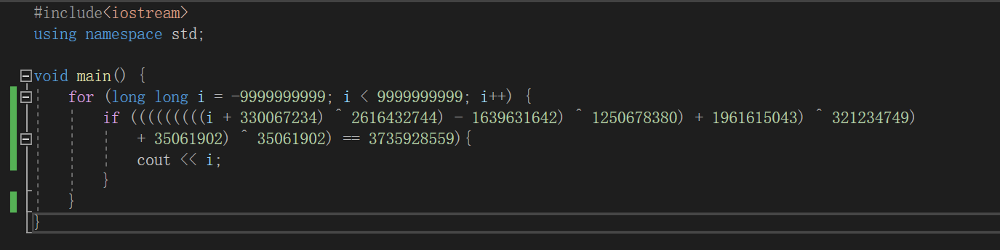 #include<iostream>
using namespace std;
void main() {
for (long long i = -9999999999; i < 9999999999; i++) {
if (((((((((i + 330067234) ^ 2616432744) - 1639631642) ^ 1250678380) + 1961615043) ^ 321234749)
+ 35061902) ^ 35061902) == 3735928559){
cout << i;
}
}
}